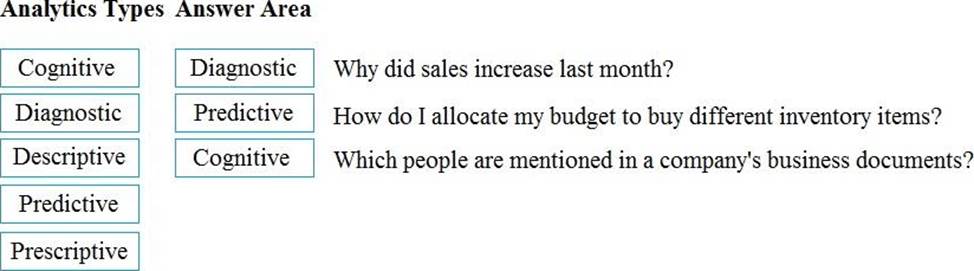 Analytics Types Answer Area
Cognitive Diagnostic Why did sales increase last month?
Diagnostic Predictive How do I allocate my budget to buy different inventory items?
Descriptive Cognitive Which people are mentioned in a company's business documents?
Predictive
Prescriptive